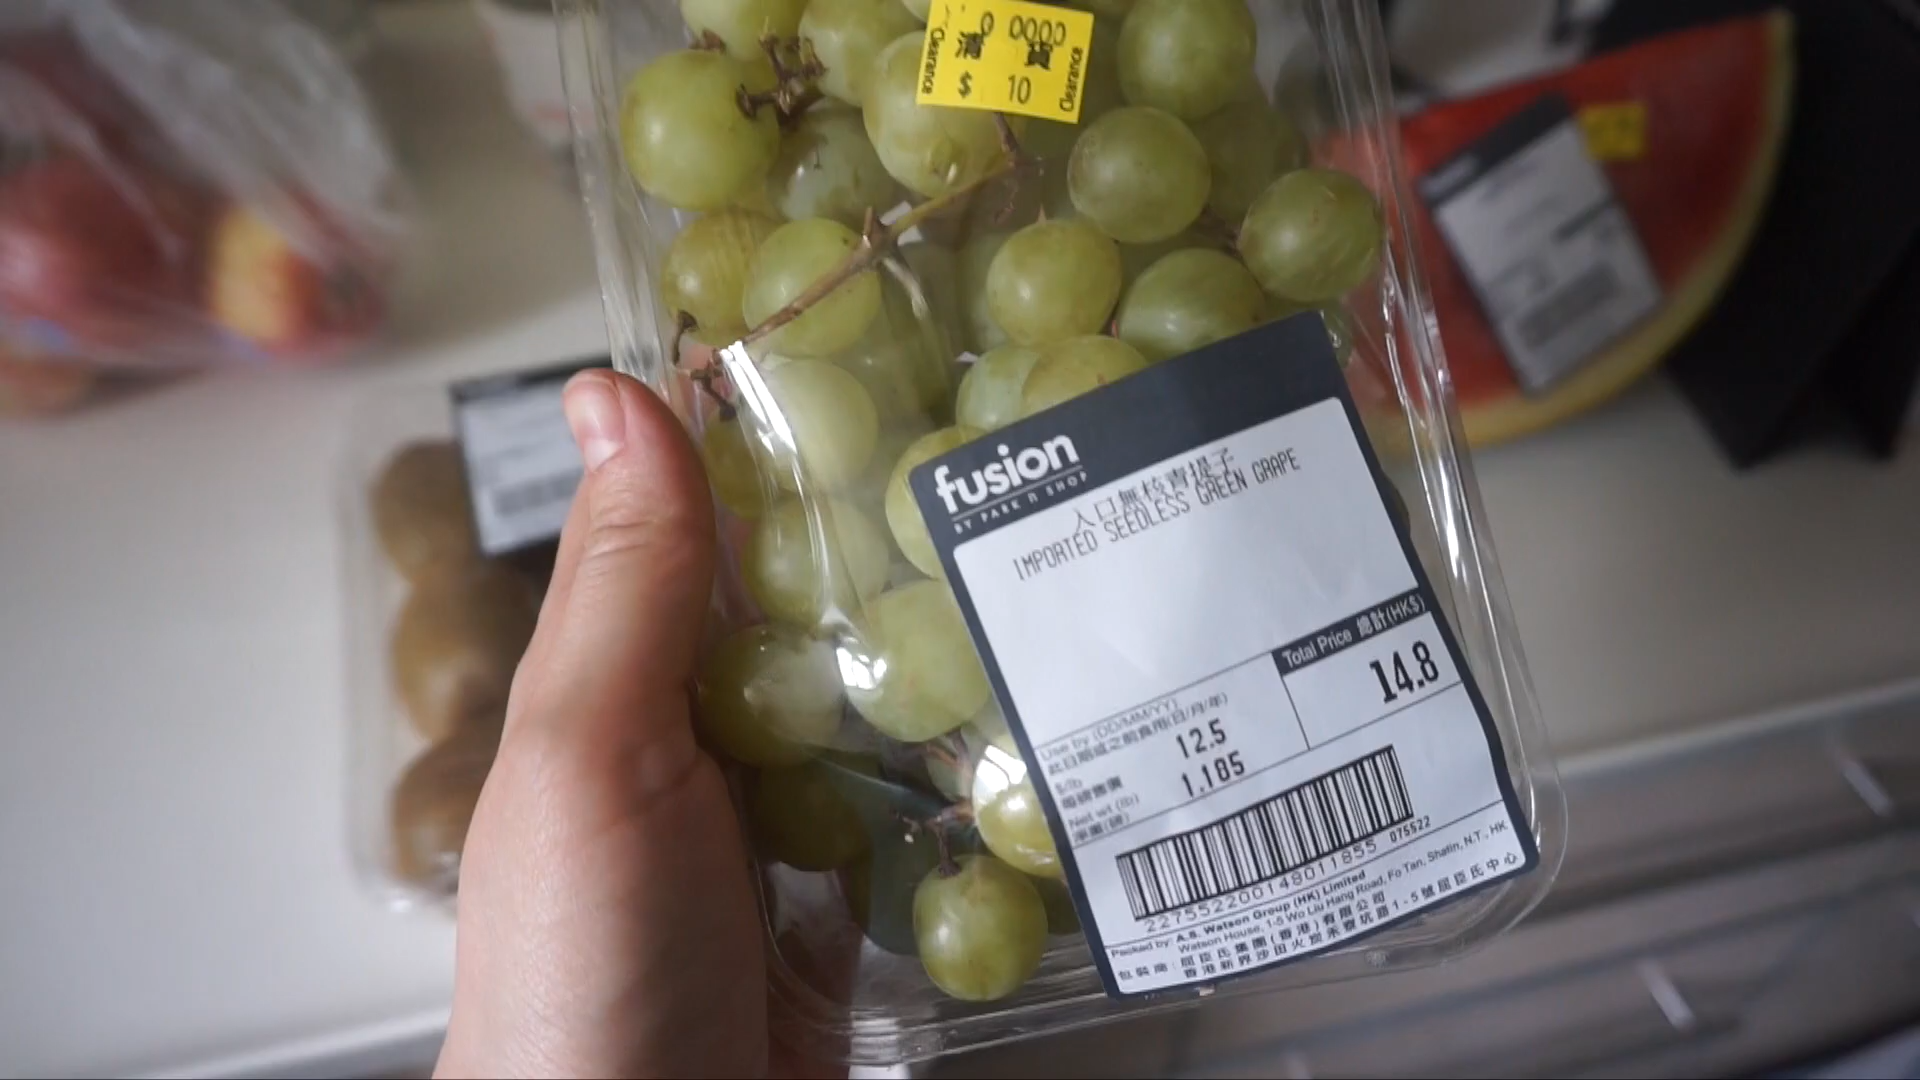 0 0000
清 貨
$ 10
Clearance
Clearance
fusion
BY PARK n SHOP
入口無核青提子
IMPORTED SEEDLESS GREEN GRAPE
Total Price 總計(HK$)
14.8
Use by (DD/MM/YY)
此日期或之前食用(日/月/年)
$/lb 12.5
每磅售價
Net wt (lb) 1.185
淨重(磅)
227552200148011855 075522
Packed by: A.S. Watson Group (HK) Limited
Watson House, 1-5 Wo Liu Hang Road, Fo Tan, Shatin, N.T., HK
包裝商: 屈臣氏集團(香港)有限公司
香港新界沙田火炭禾寮坑路1-5號屈臣氏中心